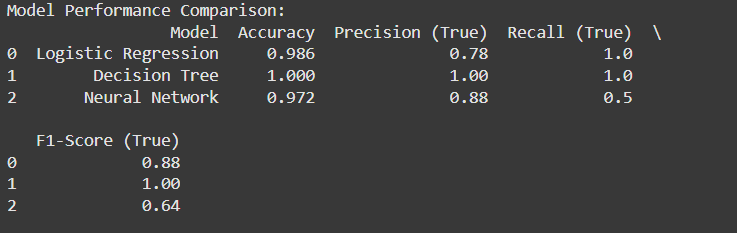 Model Performance Comparison:
Model Accuracy Precision (True) Recall (True) \
0 Logistic Regression 0.986 0.78 1.0
1 Decision Tree 1.000 1.00 1.0
2 Neural Network 0.972 0.88 0.5
F1-Score (True)
0 0.88
1 1.00
2 0.64